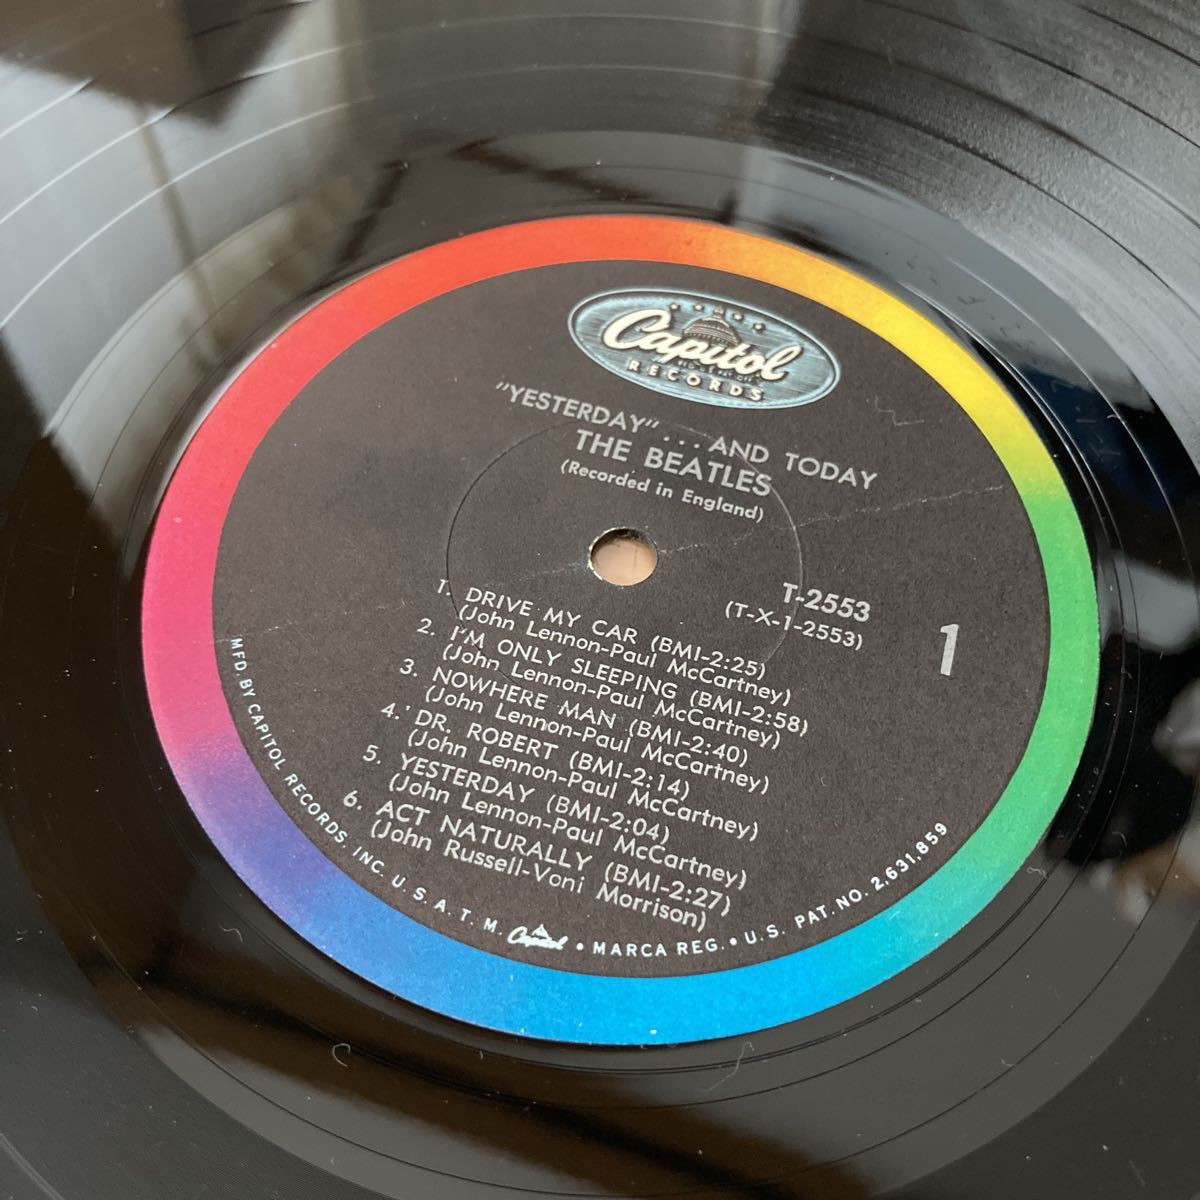 Capitol
RECORDS
"YESTERDAY"...AND TODAY
THE BEATLES
(Recorded in England)
T-2553
(T-X-1-2553)
1
1. DRIVE MY CAR (BMI-2:25)
(John Lennon-Paul McCartney)
2. I'M ONLY SLEEPING (BMI-2:58)
(John Lennon-Paul McCartney)
3. NOWHERE MAN (BMI-2:40)
(John Lennon-Paul McCartney)
4. DR. ROBERT (BMI-2:14)
(John Lennon-Paul McCartney)
5. YESTERDAY (BMI-2:04)
(John Lennon-Paul McCartney)
6. ACT NATURALLY (BMI-2:27)
(John Russell-Voni Morrison)
MFD. BY CAPITOL RECORDS, INC. U. S. A. T. M. Capitol • MARCA REG. • U.S. PAT. NO. 2,631,859